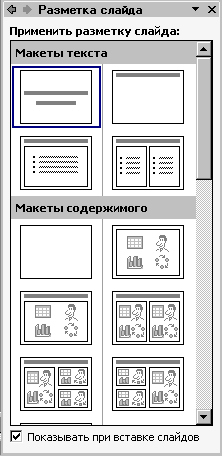 Разметка слайда
Применить разметку слайда:
Макеты текста
Макеты содержимого
Показывать при вставке слайдов